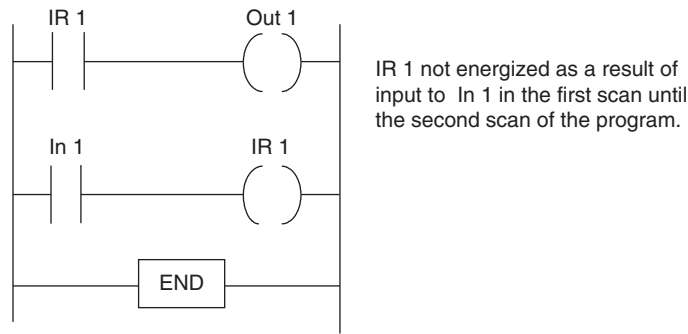 IR 1 Out 1
IR 1 not energized as a result of
input to In 1 in the first scan until
the second scan of the program.
In 1 IR 1
END